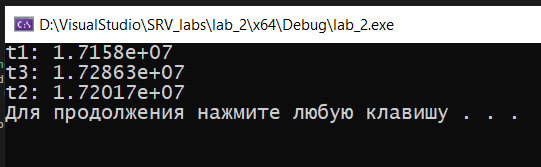 D:\VisualStudio\SRV_labs\lab_2\x64\Debug\lab_2.exe
t1: 1.7158e+07
t3: 1.72863e+07
t2: 1.72017e+07
Для продолжения нажмите любую клавишу . . .